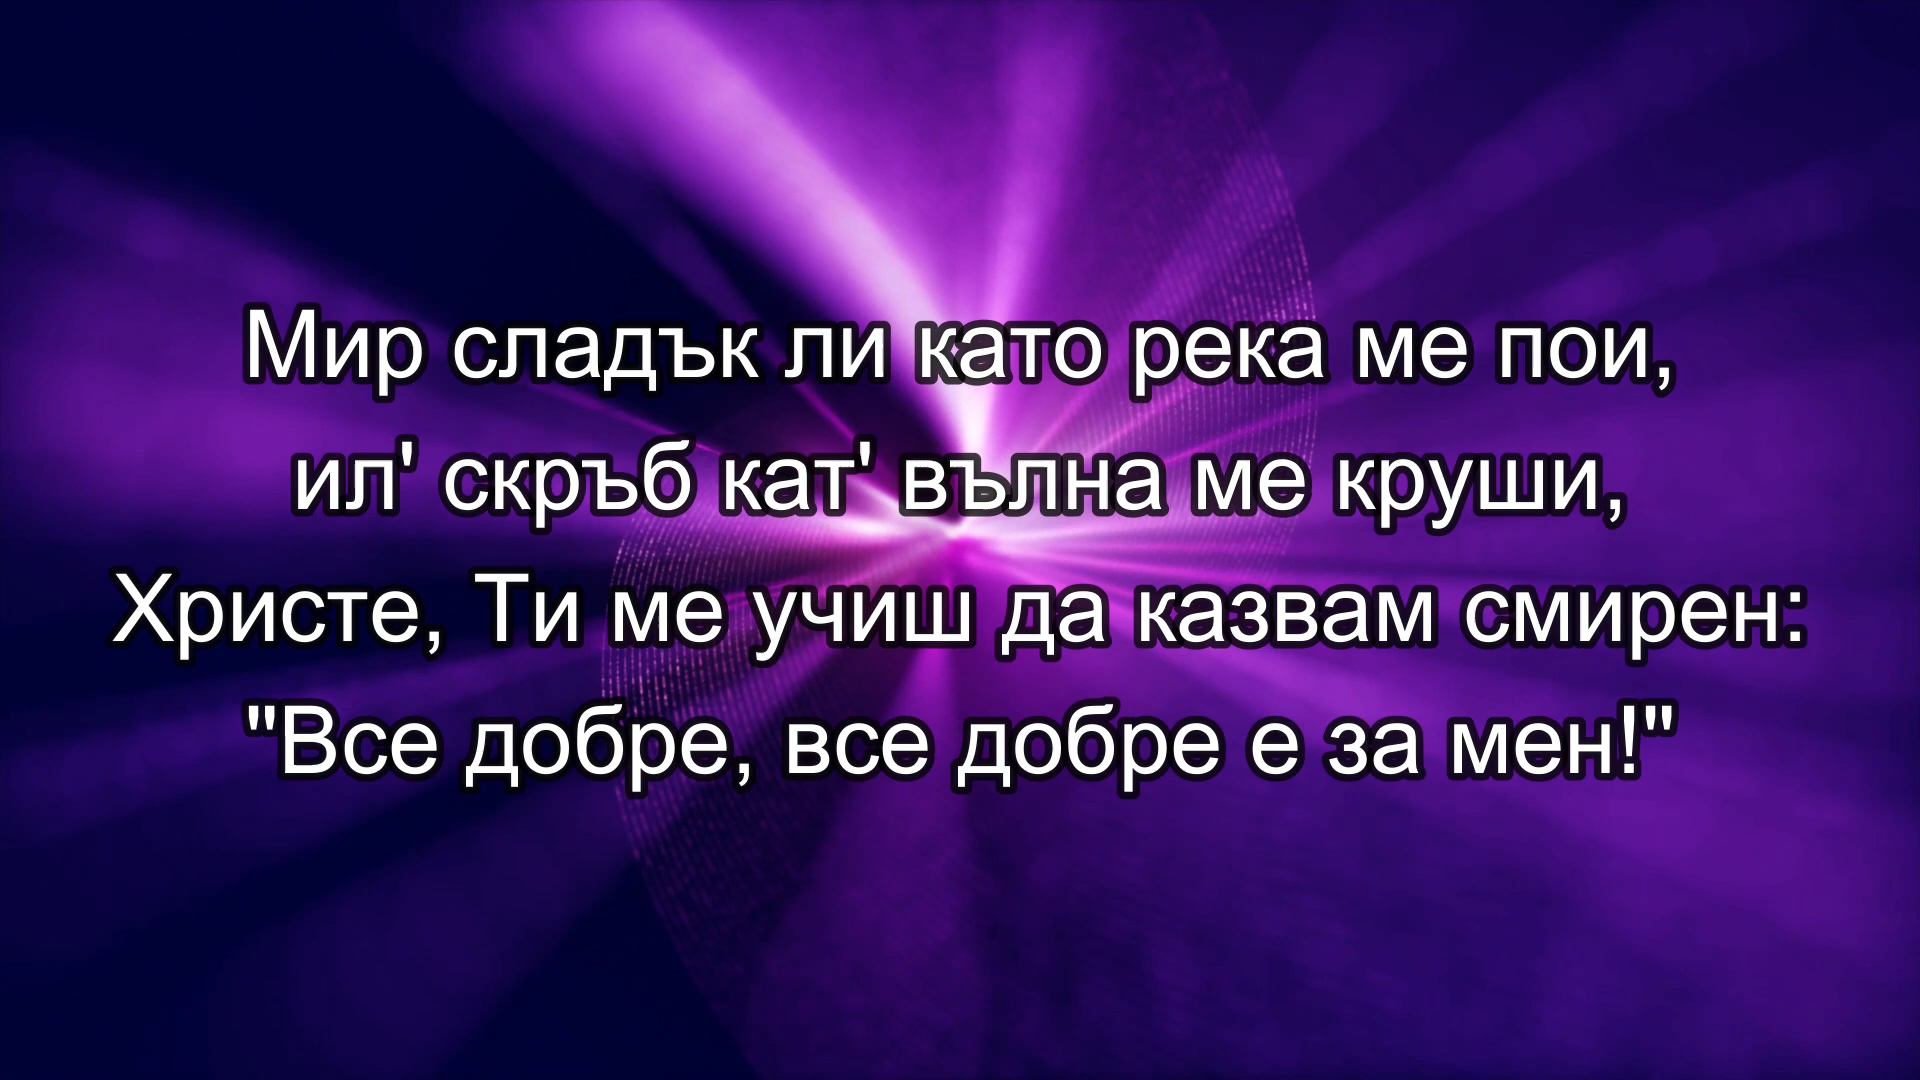 Мир сладък ли като река ме пои,
ил' скръб кат' вълна ме круши,
Христе, Ти ме учиш да казвам смирен:
"Все добре, все добре е за мен!"